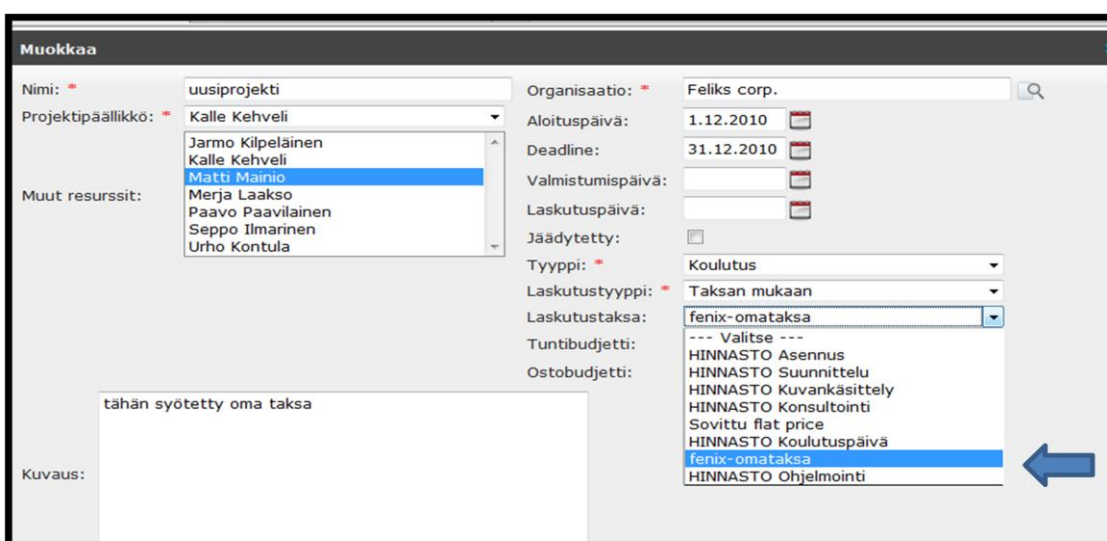 Muokkaa
Nimi: * uusiprojekti
Projektipäällikkö: * Kalle Kehveli
Muut resurssit:
Jarmo Kilpeläinen
Kalle Kehveli
Matti Mainio
Merja Laakso
Paavo Paavilainen
Seppo Ilmarinen
Urho Kontula
Organisaatio: * Feliks corp.
Aloituspäivä: 1.12.2010
Deadline: 31.12.2010
Valmistumispäivä:
Laskutuspäivä:
Jäädytetty:
Tyyppi: * Koulutus
Laskutustyyppi: * Taksan mukaan
Laskutustaksa: fenix-omataksa
Tuntibudjetti:
Ostobudjetti:
--- Valitse ---
HINNASTO Asennus
HINNASTO Suunnittelu
HINNASTO Kuvankäsittely
HINNASTO Konsultointi
Sovittu flat price
HINNASTO Koulutuspäivä
fenix-omataksa
HINNASTO Ohjelmointi
Kuvaus:
tähän syötetty oma taksa